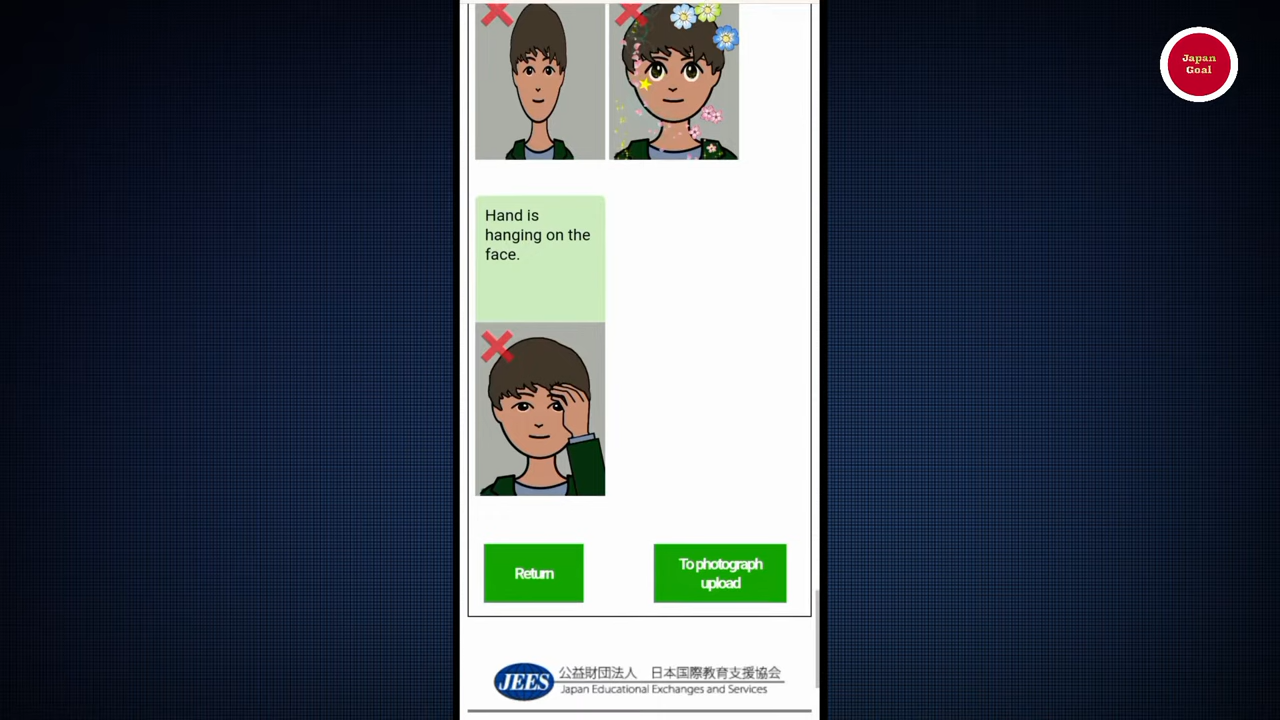 Japan
Goal
Hand is
hanging on the
face.
Return
To photograph
upload
JEES
公益財団法人 日本国際教育支援協会
Japan Educational Exchanges and Services